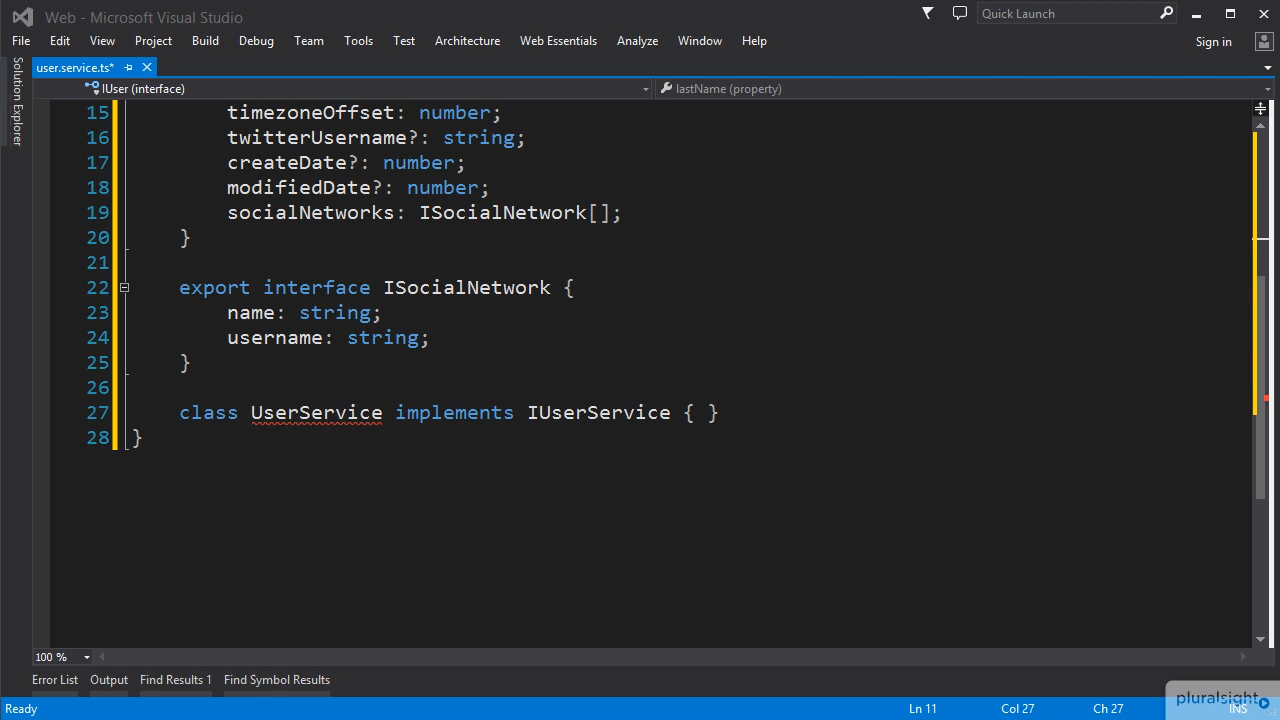 Web - Microsoft Visual Studio
Quick Launch
File Edit View Project Build Debug Team Tools Test Architecture Web Essentials Analyze Window Help
Sign in
Solution Explorer
user.service.ts*
IUser (interface)
lastName (property)
15 timezoneOffset: number;
16 twitterUsername?: string;
17 createDate?: number;
18 modifiedDate?: number;
19 socialNetworks: ISocialNetwork[];
20 }
21
22 export interface ISocialNetwork {
23 name: string;
24 username: string;
25 }
26
27 class UserService implements IUserService { }
28 }
100 %
Error List Output Find Results 1 Find Symbol Results
pluralsight
Ready Ln 11 Col 27 Ch 27 INS